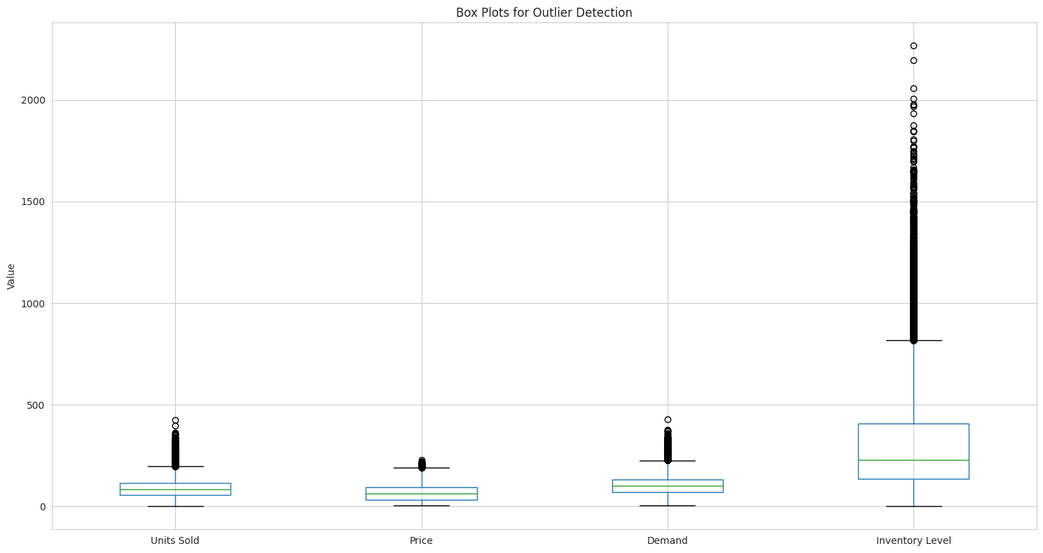 Box Plots for Outlier Detection
Value
2000
1500
1000
500
0
Units Sold
Price
Demand
Inventory Level